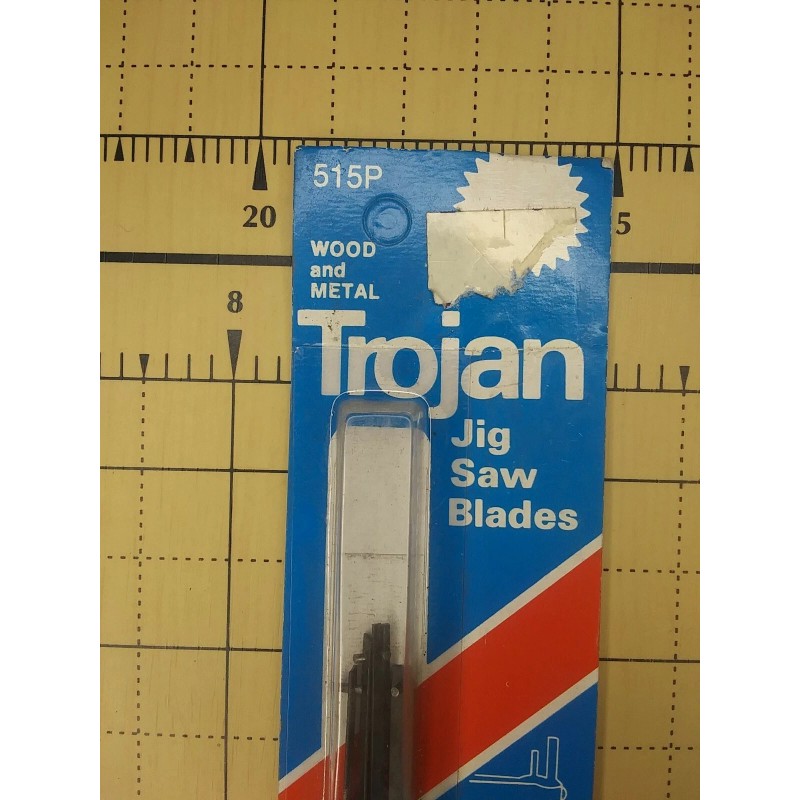 515P
WOOD
and
METAL
Trojan
Jig
Saw
Blades
20
5
8